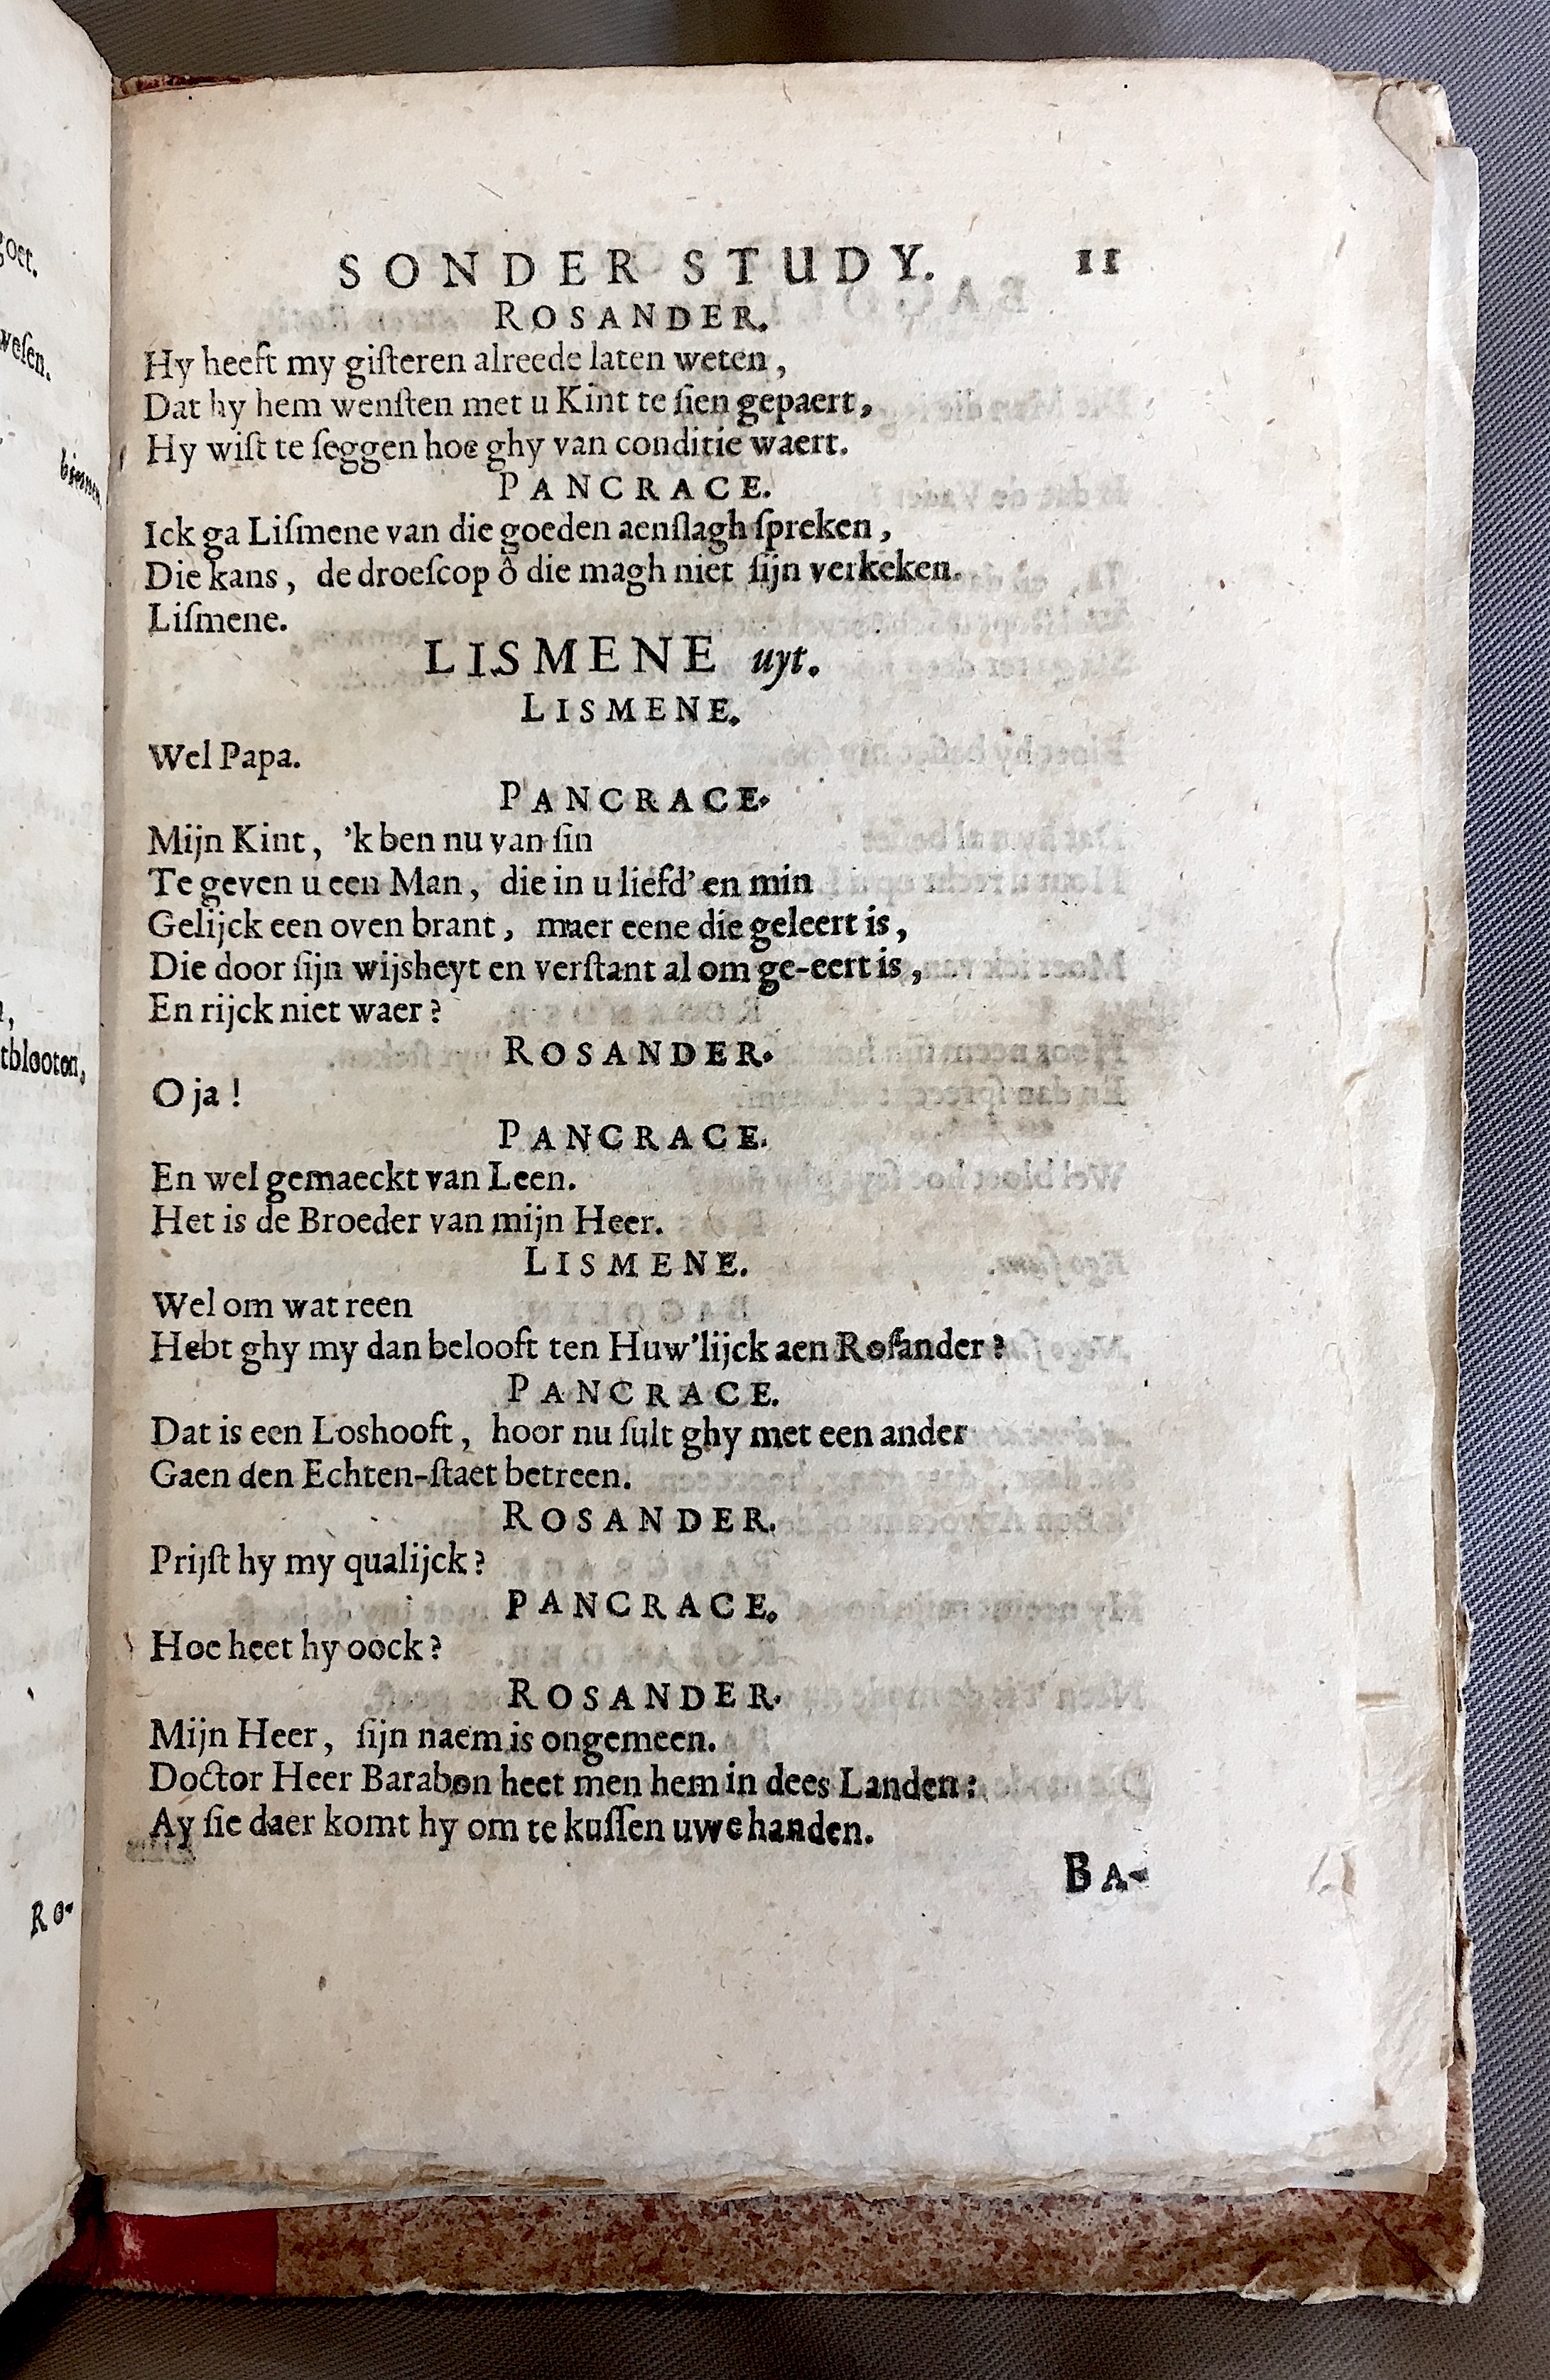 SONDER STUDY. 11
ROSANDER.
Hy heeft my giſteren alreede laten weten,
Dat hy hem wenſten met u Kint te ſien gepaert,
Hy wiſt te ſeggen hoe ghy van conditie waert.
PANCRACE.
Ick ga Liſmene van die goeden aenſlagh ſpreken,
Die kans, de droeſcop ô die magh niet ſijn verkeken.
Liſmene.
LISMENE uyt.
LISMENE.
Wel Papa.
PANCRACE.
Mijn Kint, 'k ben nu van ſin
Te geven u een Man, die in u liefd' en min
Gelijck een oven brant, maer eene die geleert is,
Die door ſijn wijsheyt en verſtant al om ge-eert is,
En rijck niet waer?
ROSANDER.
O ja!
PANCRACE.
En wel gemaeckt van Leen.
Het is de Broeder van mijn Heer.
LISMENE.
Wel om wat reen
Hebt ghy my dan belooft ten Huw'lijck aen Roſander?
PANCRACE.
Dat is een Loshooft, hoor nu ſult ghy met een ander
Gaen den Echten-ſtaet betreen.
ROSANDER.
Prijſt hy my qualijck?
PANCRACE.
Hoe heet hy oock?
ROSANDER.
Mijn Heer, ſijn naem is ongemeen.
Doctor Heer Barabon heet men hem in dees Landen:
Ay ſie daer komt hy om te kuſſen uwe handen.
BA-
goet.
weſen.
binnen.
tblooten,
Ro-